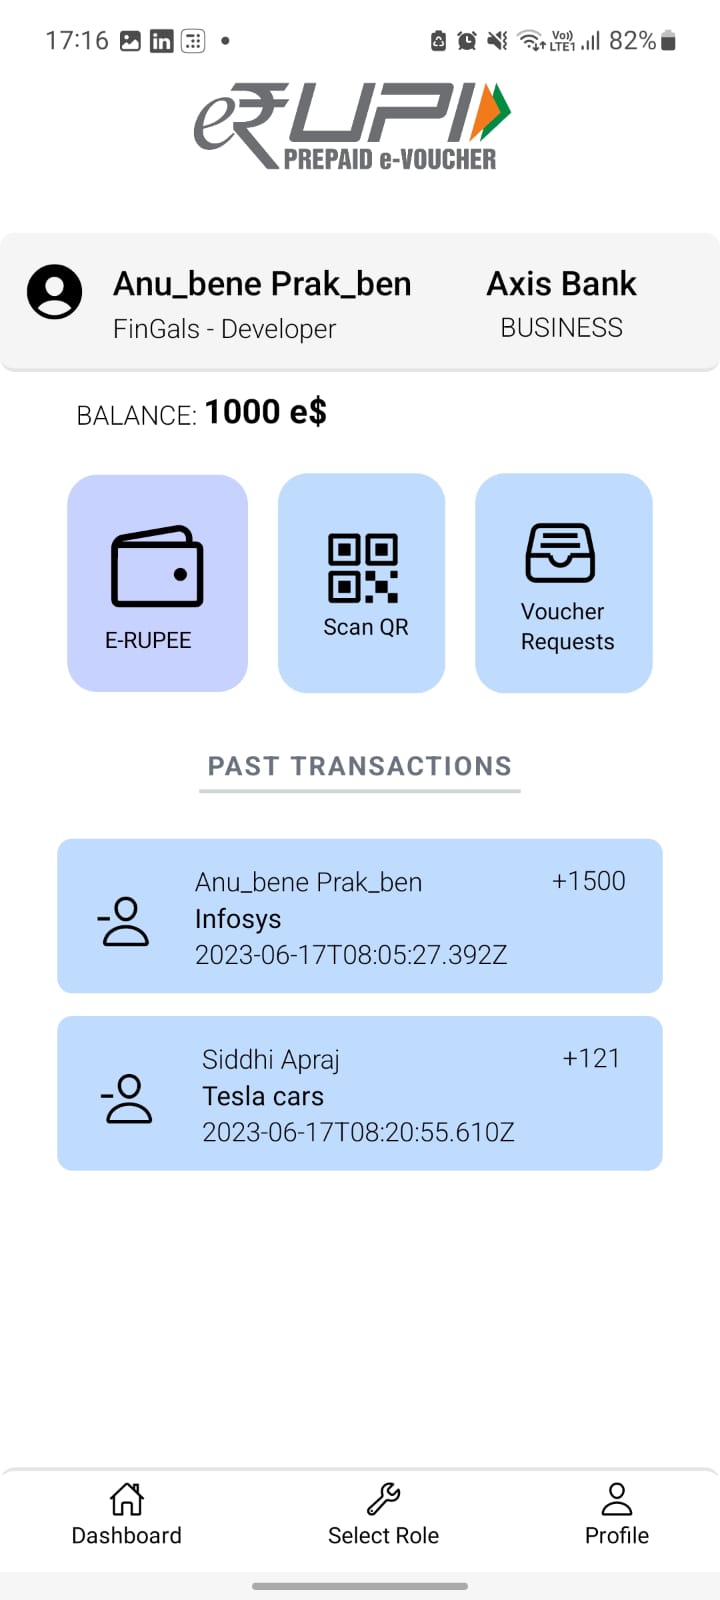 17:16 Vo)) LTE1 82%
e₹UPI
PREPAID e-VOUCHER
Anu_bene Prak_ben Axis Bank
FinGals - Developer BUSINESS
BALANCE: 1000 e$
E-RUPEE
Scan QR
Voucher
Requests
PAST TRANSACTIONS
Anu_bene Prak_ben +1500
Infosys
2023-06-17T08:05:27.392Z
Siddhi Apraj +121
Tesla cars
2023-06-17T08:20:55.610Z
Dashboard Select Role Profile